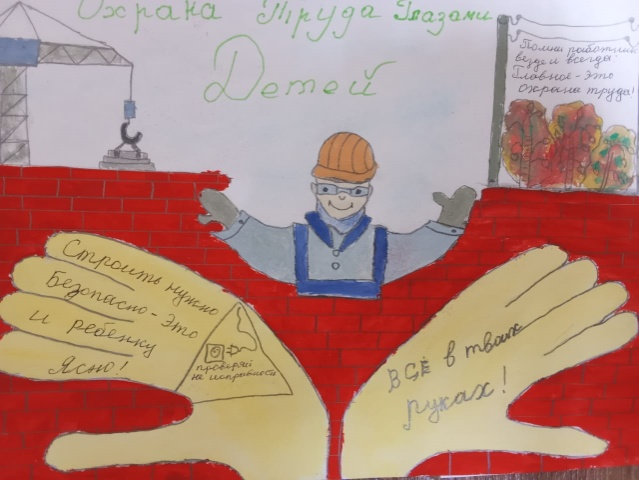 Охрана Труда Глазами
Детей
Помни работник
везде и всегда:
Главное - это
охрана труда!
Строить нужно
Безопасно - это
и ребенку
Ясно!
проверяй
на исправность
ВСЁ в твоих
руках!